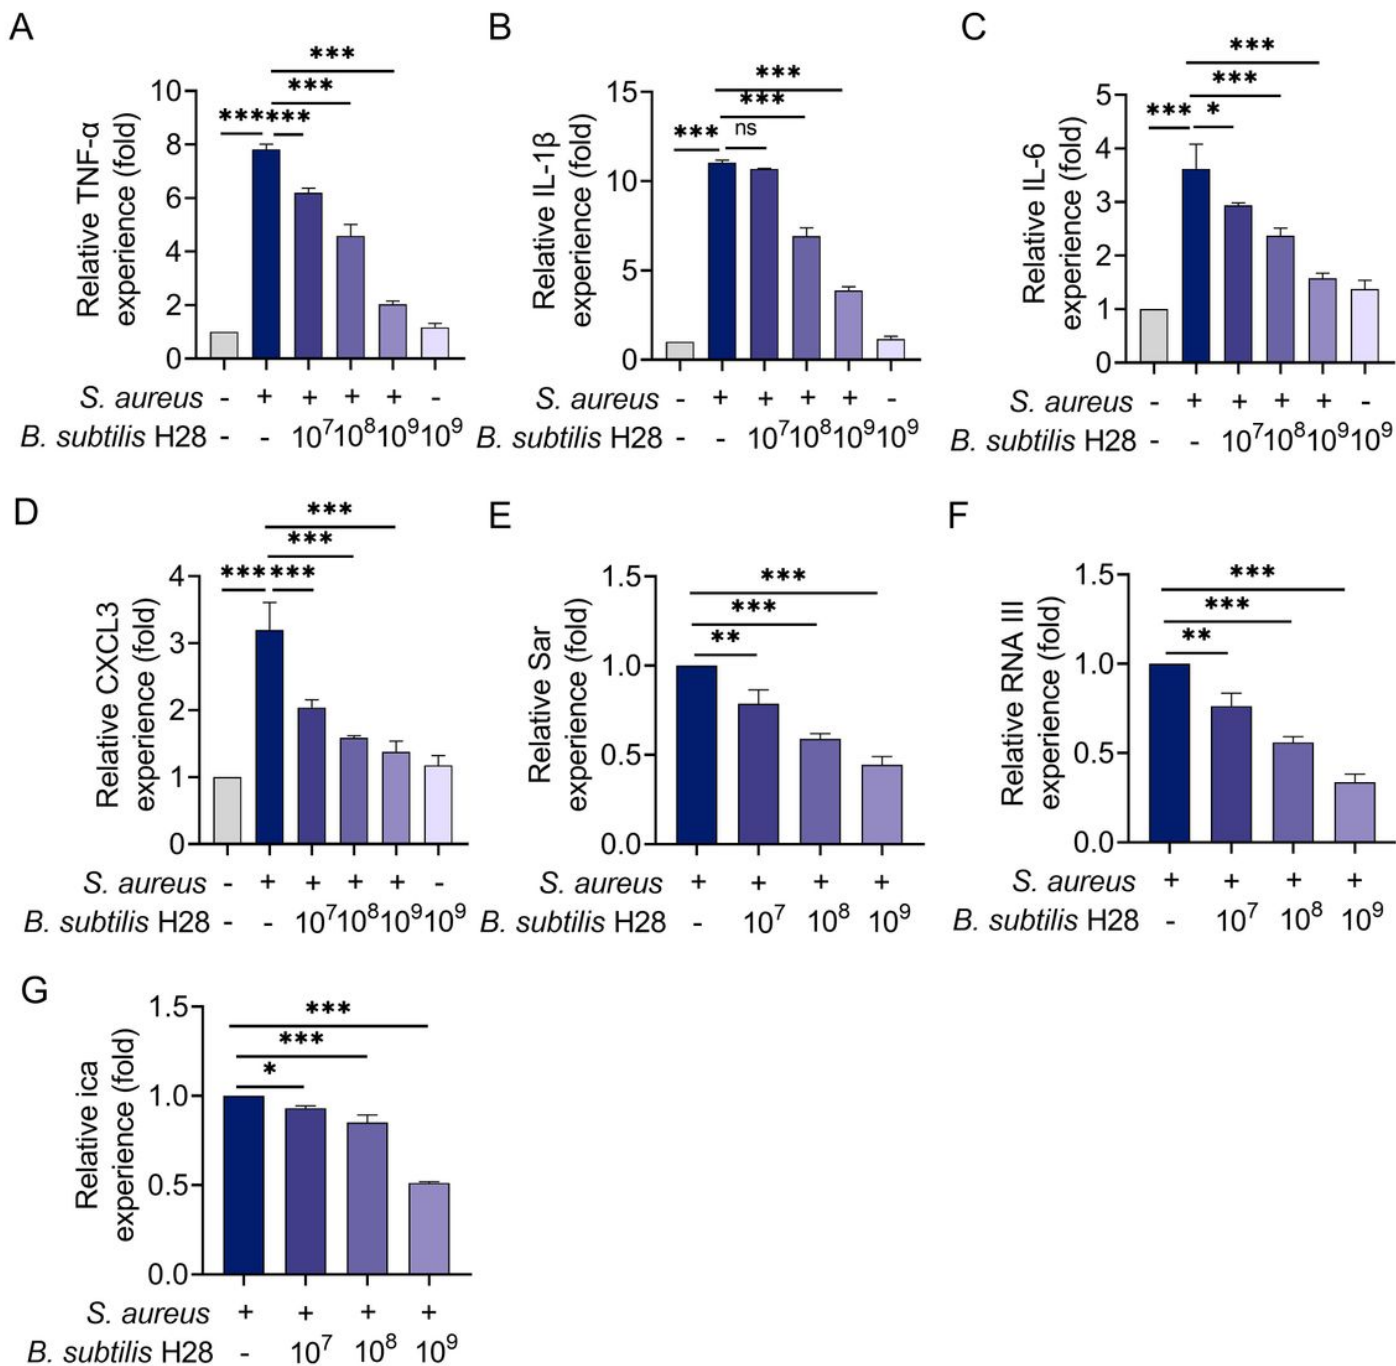 A
Relative TNF-α
experience (fold)
10
8
6
4
2
0
***
***
******
S. aureus - + + + + -
B. subtilis H28 - - 10⁷10⁸10⁹10⁹
B
Relative IL-1β
experience (fold)
15
10
5
0
***
***
*** ns
S. aureus - + + + + -
B. subtilis H28 - - 10⁷10⁸10⁹10⁹
C
Relative IL-6
experience (fold)
5
4
3
2
1
0
***
***
*** *
S. aureus - + + + + -
B. subtilis H28 - - 10⁷10⁸10⁹10⁹
D
Relative CXCL3
experience (fold)
4
3
2
1
0
***
***
******
S. aureus - + + + + -
B. subtilis H28 - - 10⁷10⁸10⁹10⁹
E
Relative Sar
experience (fold)
1.5
1.0
0.5
0.0
***
***
**
S. aureus + + + +
B. subtilis H28 - 10⁷ 10⁸ 10⁹
F
Relative RNA III
experience (fold)
1.5
1.0
0.5
0.0
***
***
**
S. aureus + + + +
B. subtilis H28 - 10⁷ 10⁸ 10⁹
G
Relative ica
experience (fold)
1.5
1.0
0.5
0.0
***
***
*
S. aureus + + + +
B. subtilis H28 - 10⁷ 10⁸ 10⁹